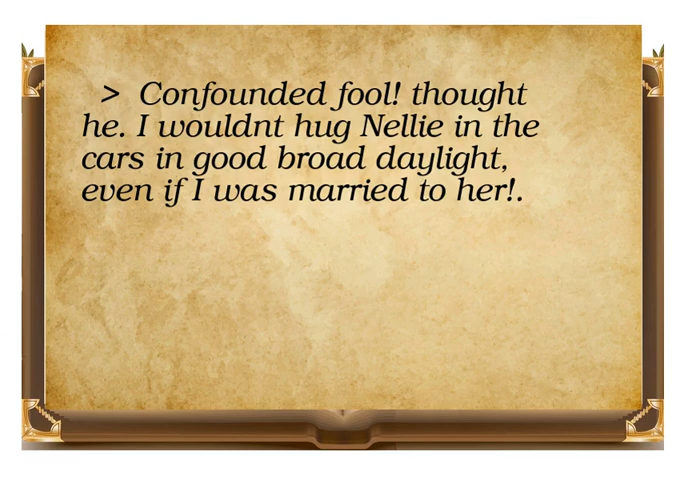 > Confounded fool! thought
he. I wouldnt hug Nellie in the
cars in good broad daylight,
even if I was married to her!.